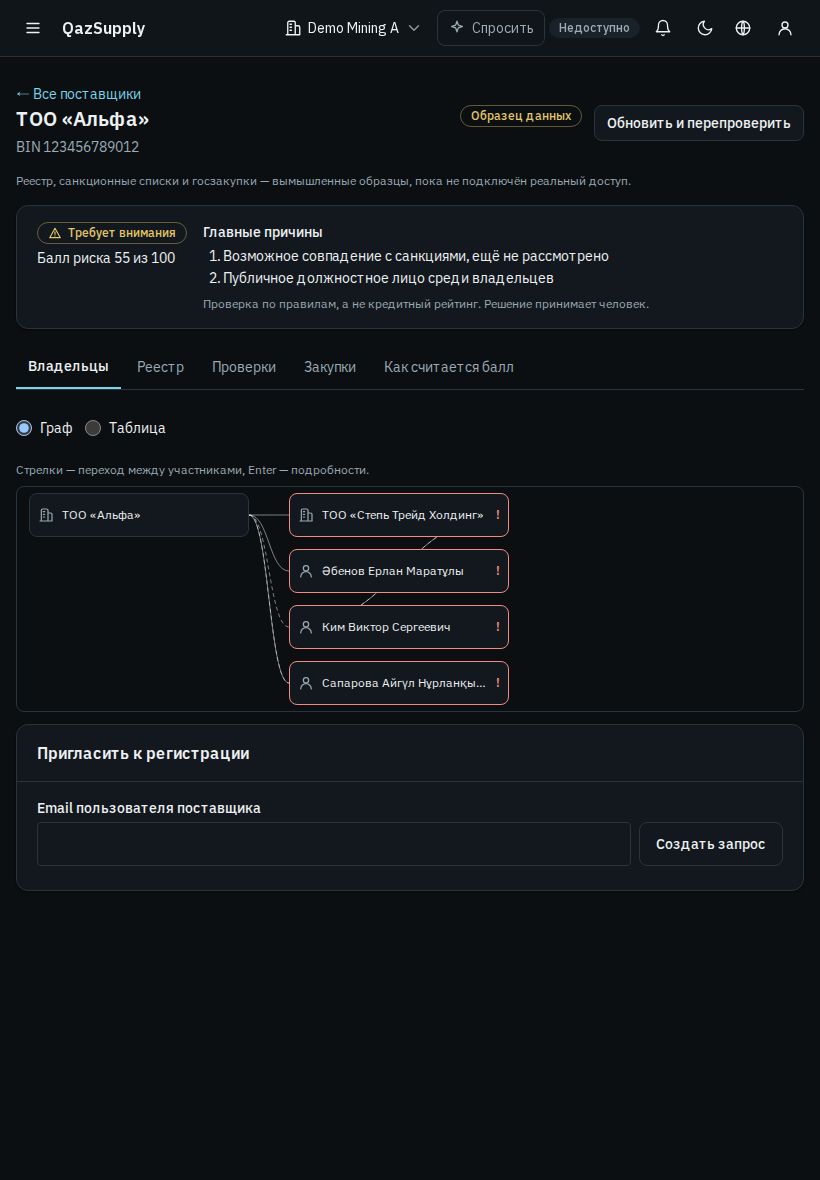 QazSupply
Demo Mining A
Спросить
Недоступно
← Все поставщики
ТОО «Альфа»
BIN 123456789012
Образец данных
Обновить и перепроверить
Реестр, санкционные списки и госзакупки — вымышленные образцы, пока не подключён реальный доступ.
Требует внимания
Балл риска 55 из 100
Главные причины
1. Возможное совпадение с санкциями, ещё не рассмотрено
2. Публичное должностное лицо среди владельцев
Проверка по правилам, а не кредитный рейтинг. Решение принимает человек.
Владельцы
Реестр
Проверки
Закупки
Как считается балл
Граф
Таблица
Стрелки — переход между участниками, Enter — подробности.
ТОО «Альфа»
ТОО «Степь Трейд Холдинг» !
Әбенов Ерлан Маратұлы !
Ким Виктор Сергеевич !
Сапарова Айгүл Нұрланқы... !
Пригласить к регистрации
Email пользователя поставщика
Создать запрос